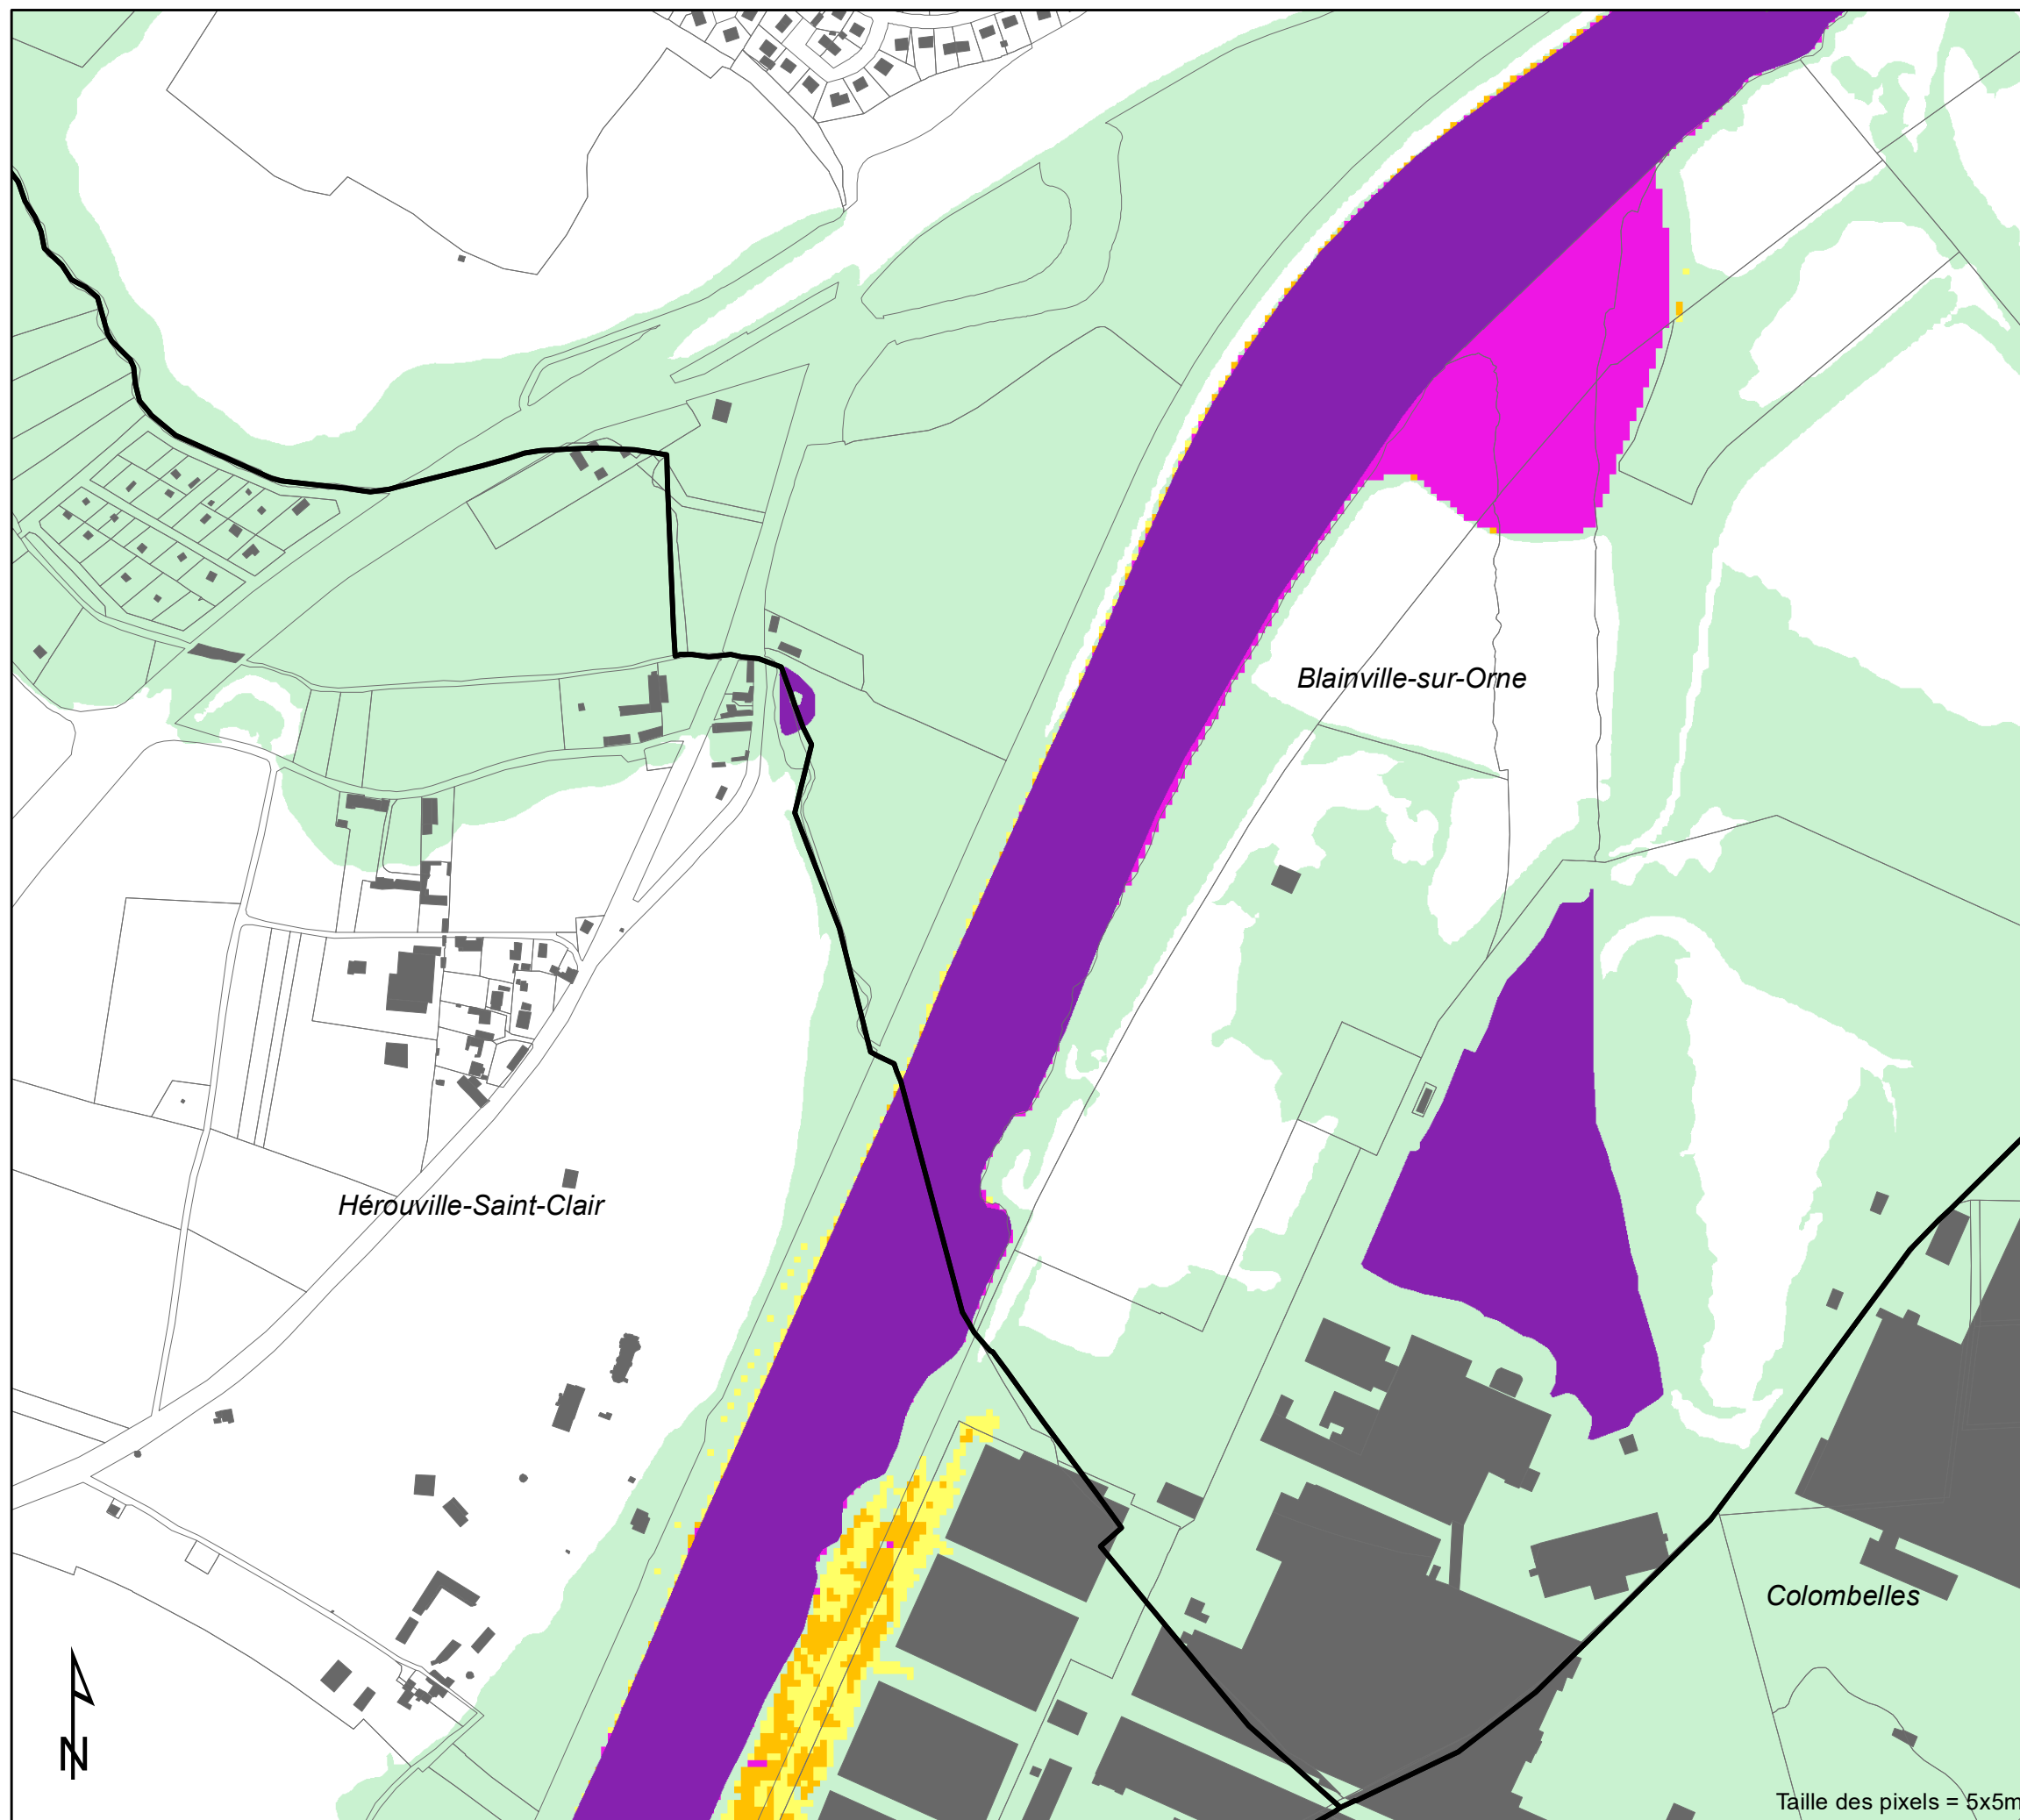 Blainville-sur-Orne
Hérouville-Saint-Clair
Colombelles
N
Taille des pixels = 5x5m